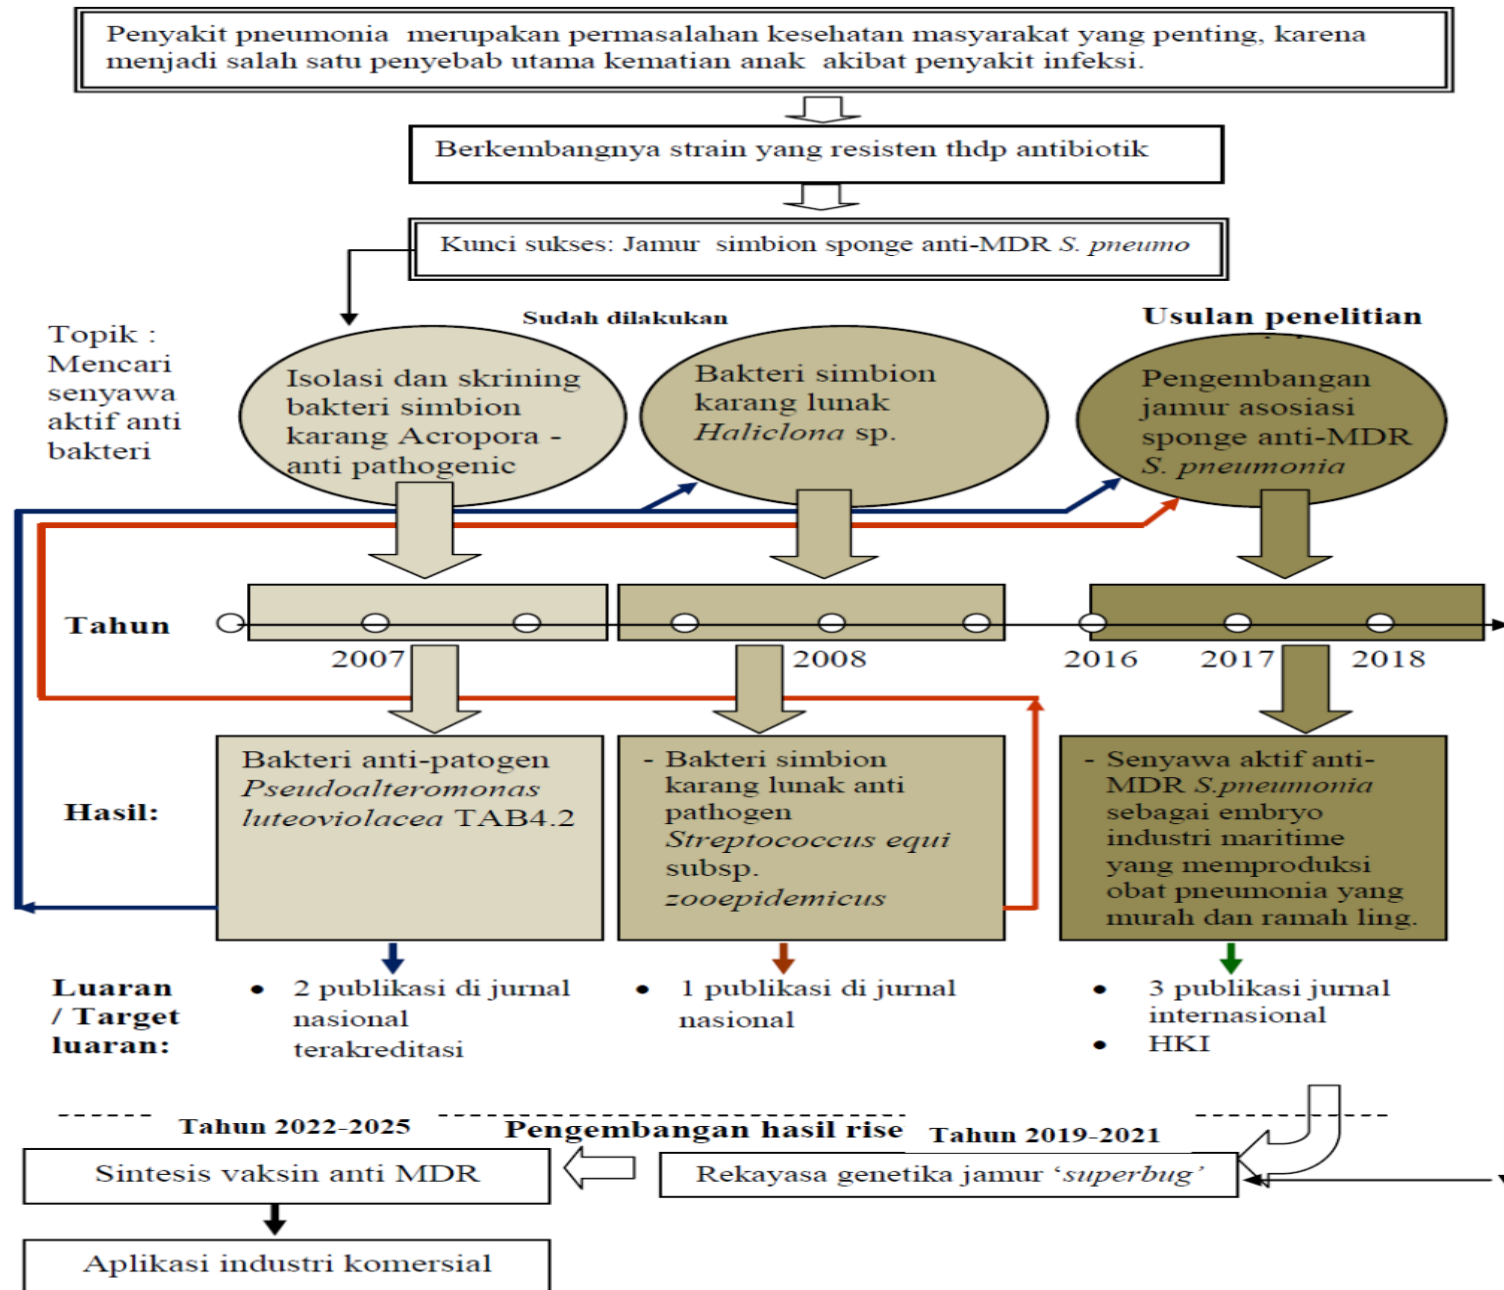 Penyakit pneumonia merupakan permasalahan kesehatan masyarakat yang penting, karena
menjadi salah satu penyebab utama kematian anak akibat penyakit infeksi.
Berkembangnya strain yang resisten thdp antibiotik
Kunci sukses: Jamur simbion sponge anti-MDR S. pneumo
Topik :
Mencari
senyawa
aktif anti
bakteri
Sudah dilakukan
Usulan penelitian
Isolasi dan skrining
bakteri simbion
karang Acropora -
anti pathogenic
Bakteri simbion
karang lunak
Haliclona sp.
Pengembangan
jamur asosiasi
sponge anti-MDR
S. pneumonia
Tahun
2007
2008
2016
2017
2018
Hasil:
Bakteri anti-patogen
Pseudoalteromonas
luteoviolacea TAB4.2
- Bakteri simbion
karang lunak anti
pathogen
Streptococcus equi
subsp.
zooepidemicus
- Senyawa aktif anti-
MDR S.pneumonia
sebagai embryo
industri maritime
yang memproduksi
obat pneumonia yang
murah dan ramah ling.
Luaran
/ Target
luaran:
• 2 publikasi di jurnal
nasional
terakreditasi
• 1 publikasi di jurnal
nasional
• 3 publikasi jurnal
internasional
• HKI
Tahun 2022-2025
Pengembangan hasil rise
Tahun 2019-2021
Sintesis vaksin anti MDR
Rekayasa genetika jamur ‘superbug’
Aplikasi industri komersial